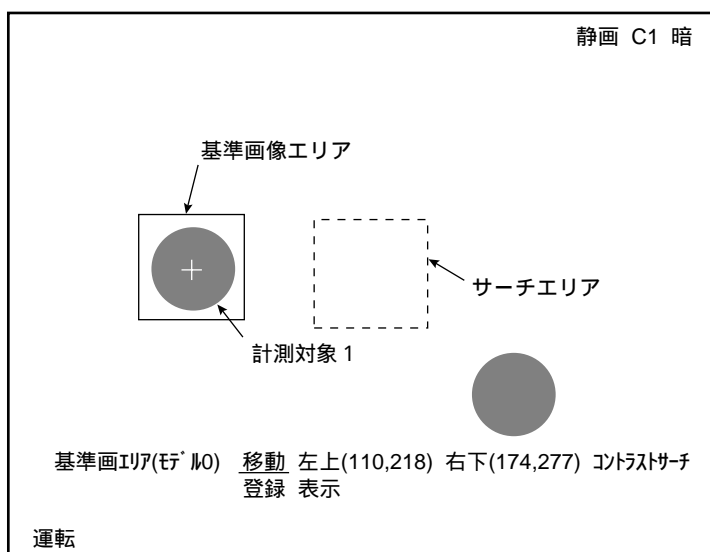 静画 C1 暗
基準画像エリア
サーチエリア
計測対象 1
基準画エリア(モデル0) 移動 左上(110,218) 右下(174,277) コントラストサーチ
登録 表示
運転